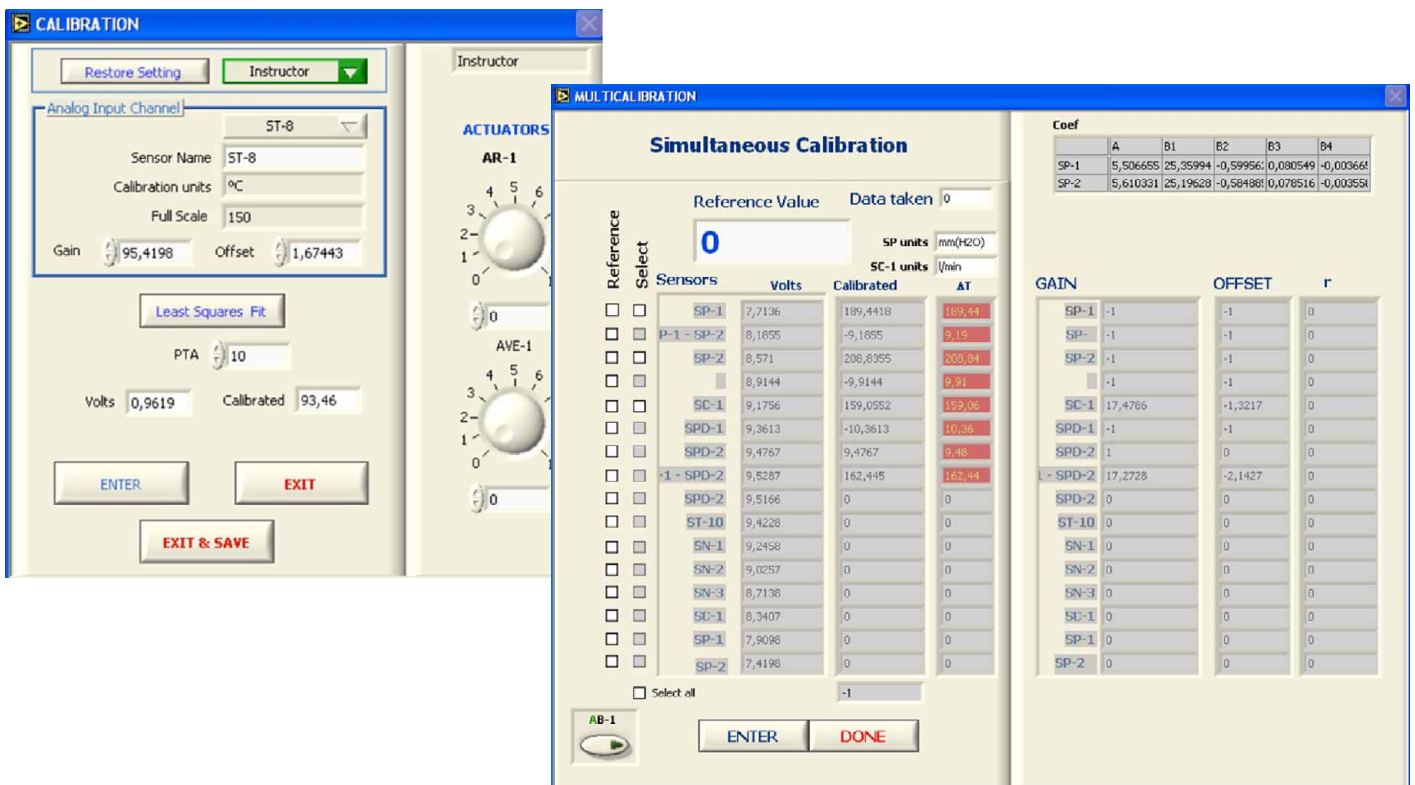 CALIBRATION
Restore Setting Instructor
Analog Input Channel
ST-8
Sensor Name ST-8
Calibration units ºC
Full Scale 150
Gain 95,4198 Offset 1,67443
Least Squares Fit
PTA 10
Volts 0,9619 Calibrated 93,46
ENTER EXIT
EXIT & SAVE
Instructor
ACTUATORS
AR-1
0 1 2 3 4 5 6
0
AVE-1
0 1 2 3 4 5 6
0
MULTICALIBRATION
Simultaneous Calibration
Reference Value Data taken 0
0
SP units mm(H2O)
SC-1 units l/min
Reference Select Sensors Volts Calibrated ΔT
SP-1 7,7136 189,4418 189,44
P-1 - SP-2 8,1855 -9,1855 9,19
SP-2 8,571 208,8355 208,84
8,9144 -9,9144 9,91
SC-1 9,1756 159,0552 159,06
SPD-1 9,3613 -10,3613 10,36
SPD-2 9,4767 9,4767 9,48
-1 - SPD-2 9,5287 162,445 162,44
SPD-2 9,5166 0 0
ST-10 9,4228 0 0
SN-1 9,2458 0 0
SN-2 9,0257 0 0
SN-3 8,7138 0 0
SC-1 8,3407 0 0
SP-1 7,9098 0 0
SP-2 7,4198 0 0
Select all -1
AB-1
ENTER DONE
Coef
A B1 B2 B3 B4
SP-1 5,506655 25,35994 0,080549
SP-2 5,610331 25,19628 0,078516
GAIN OFFSET r
SP-1 -1 -1 0
SP- -1 -1 0
SP-2 -1 -1 0
-1 -1 0
SC-1 17,4786 -1,3217 0
SPD-1 -1 -1 0
SPD-2 1 0 0
- SPD-2 17,2728 -2,1427 0
SPD-2 0 0 0
ST-10 0 0 0
SN-1 0 0 0
SN-2 0 0 0
SN-3 0 0 0
SC-1 0 0 0
SP-1 0 0 0
SP-2 0 0 0